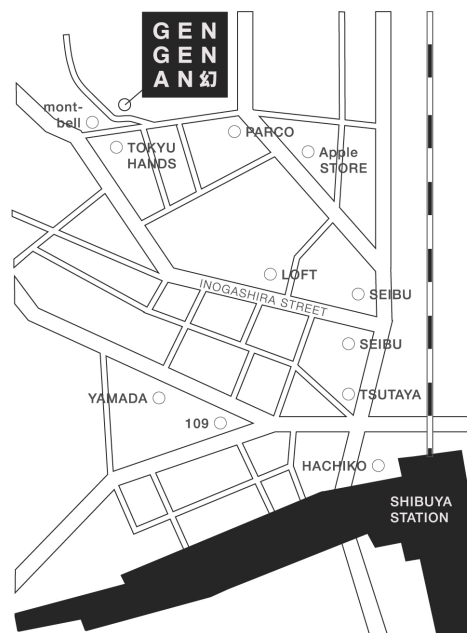 GEN
GEN
AN幻
mont-
bell
PARCO
TOKYU
HANDS
Apple
STORE
LOFT
INOGASHIRA STREET
SEIBU
SEIBU
YAMADA
TSUTAYA
109
HACHIKO
SHIBUYA
STATION